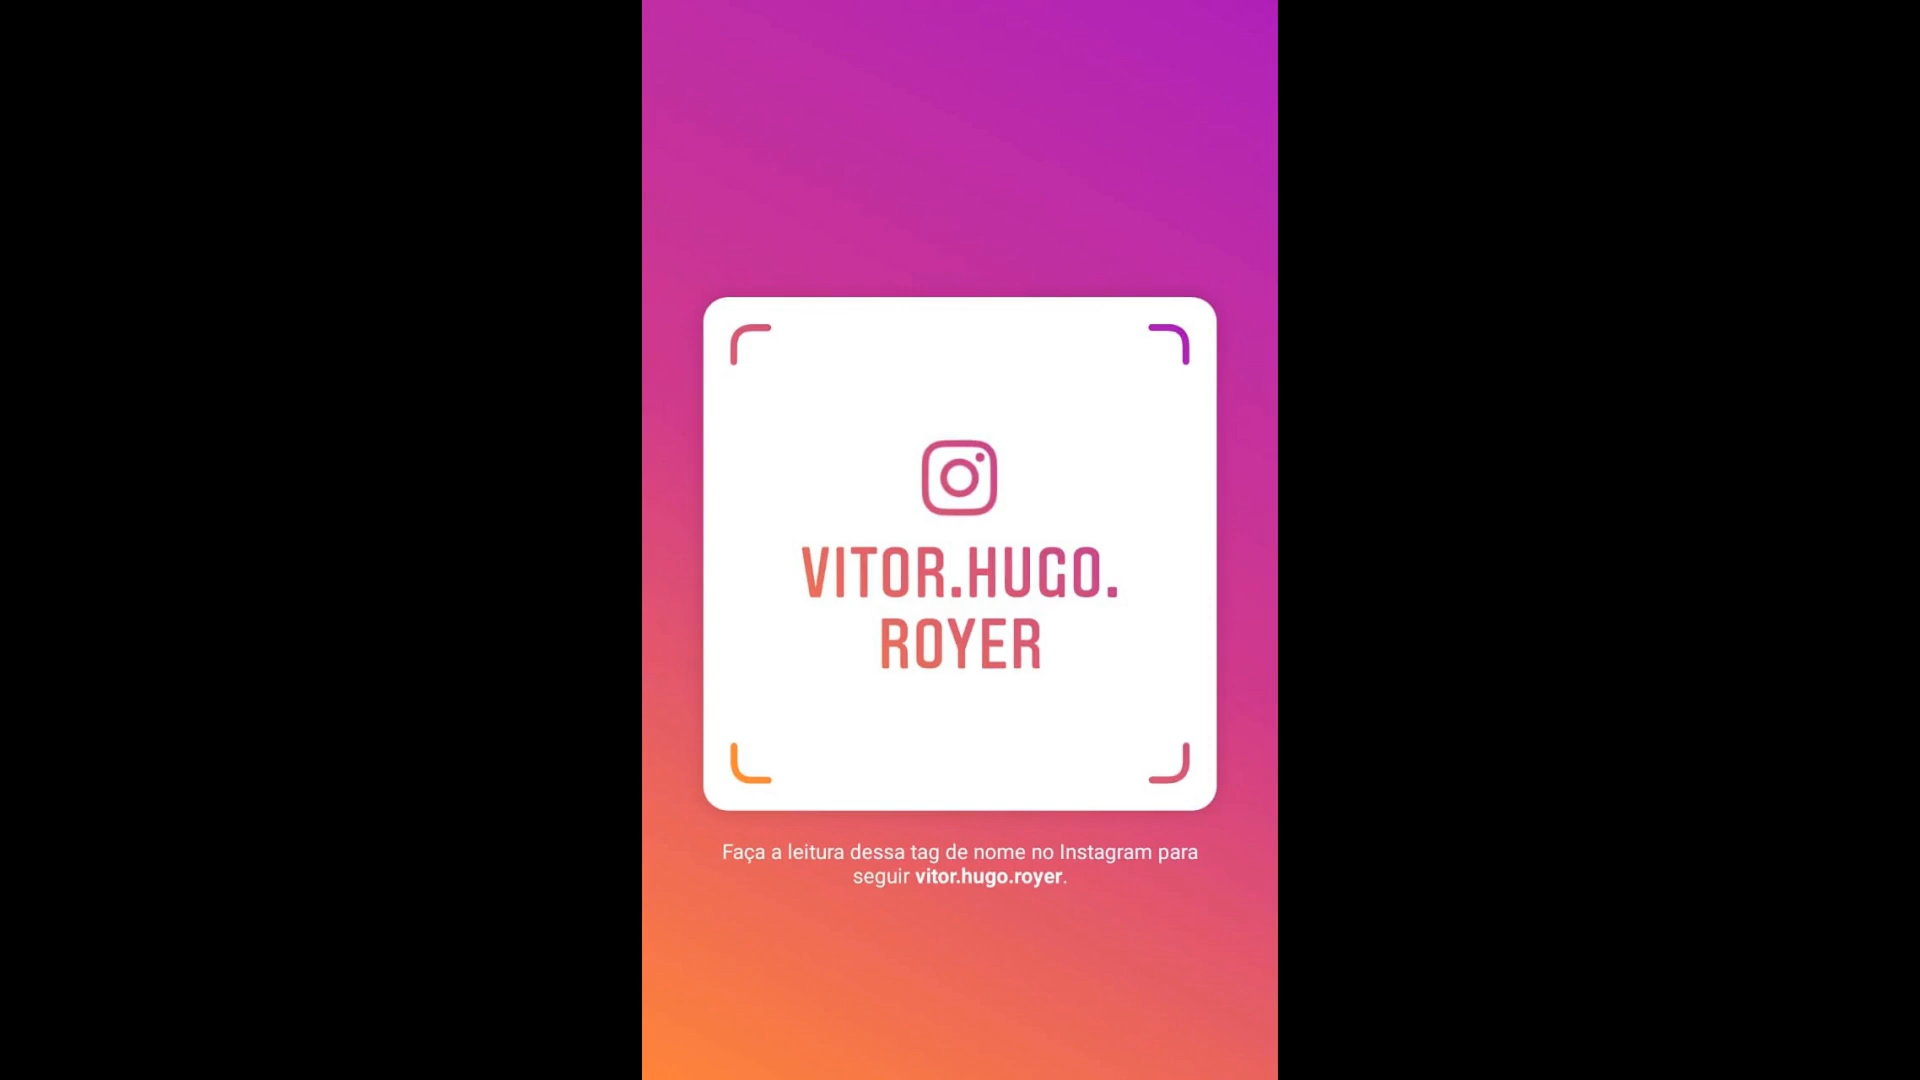 VITOR.HUGO.
ROYER
Faça a leitura dessa tag de nome no Instagram para
seguir vitor.hugo.royer.